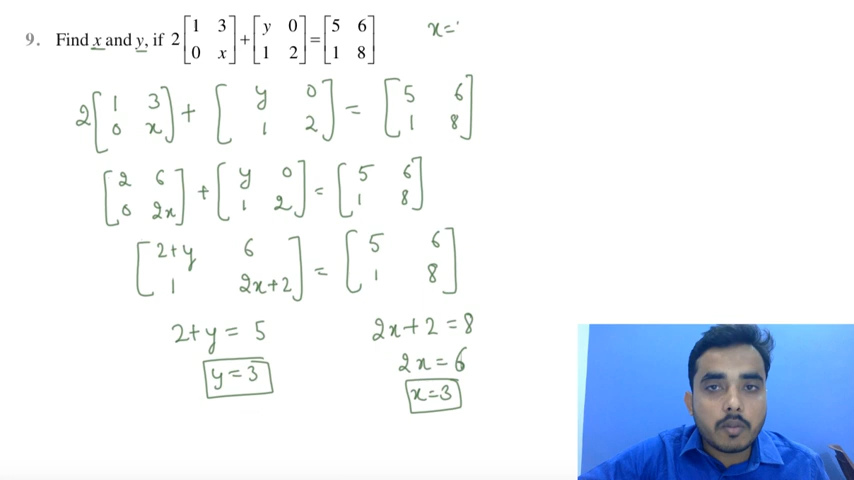 9. Find x and y, if 2 [1 3; 0 x] + [y 0; 1 2] = [5 6; 1 8]
x=
2 [1 3; 0 x] + [y 0; 1 2] = [5 6; 1 8]
[2 6; 0 2x] + [y 0; 1 2] = [5 6; 1 8]
[2+y 6; 1 2x+2] = [5 6; 1 8]
2+y = 5
y=3
2x+2=8
2x=6
x=3